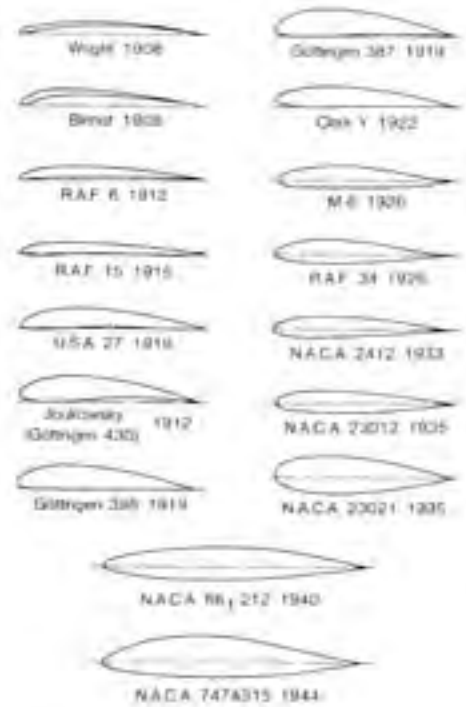 Wright 1908
Bleriot 1909
R.A.F. 6 1912
R.A.F. 15 1915
U.S.A. 27 1919
Joukowsky 1912
(Göttingen 430)
Göttingen 398 1919
Göttingen 387 1919
Clark Y 1922
M-6 1926
R.A.F. 34 1926
N.A.C.A. 2412 1933
N.A.C.A. 23012 1935
N.A.C.A. 23021 1935
N.A.C.A. 66₁ 212 1940
N.A.C.A. 747A315 1944